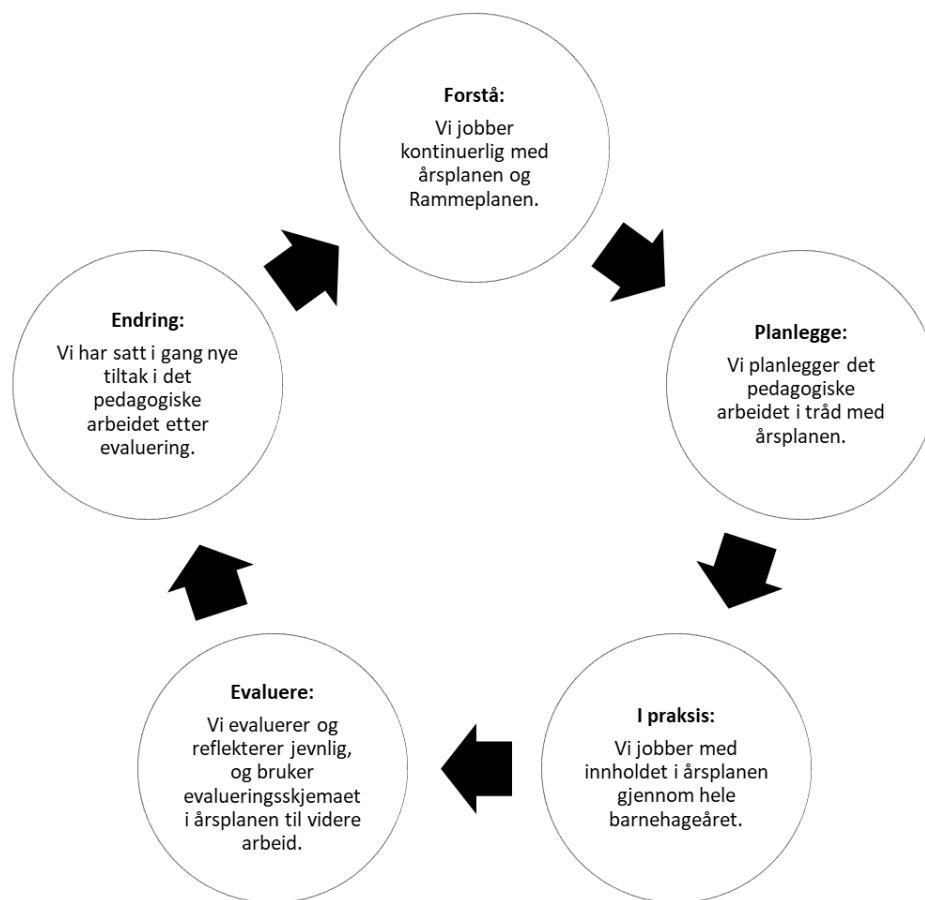 Forstå:
Vi jobber
kontinuerlig med
årsplanen og
Rammeplanen.
Planlegge:
Vi planlegger det
pedagogiske
arbeidet i tråd med
årsplanen.
I praksis:
Vi jobber med
innholdet i årsplanen
gjennom hele
barnehageåret.
Evaluere:
Vi evaluerer og
reflekterer jevnlig,
og bruker
evalueringsskjemaet
i årsplanen til videre
arbeid.
Endring:
Vi har satt i gang nye
tiltak i det
pedagogiske
arbeidet etter
evaluering.